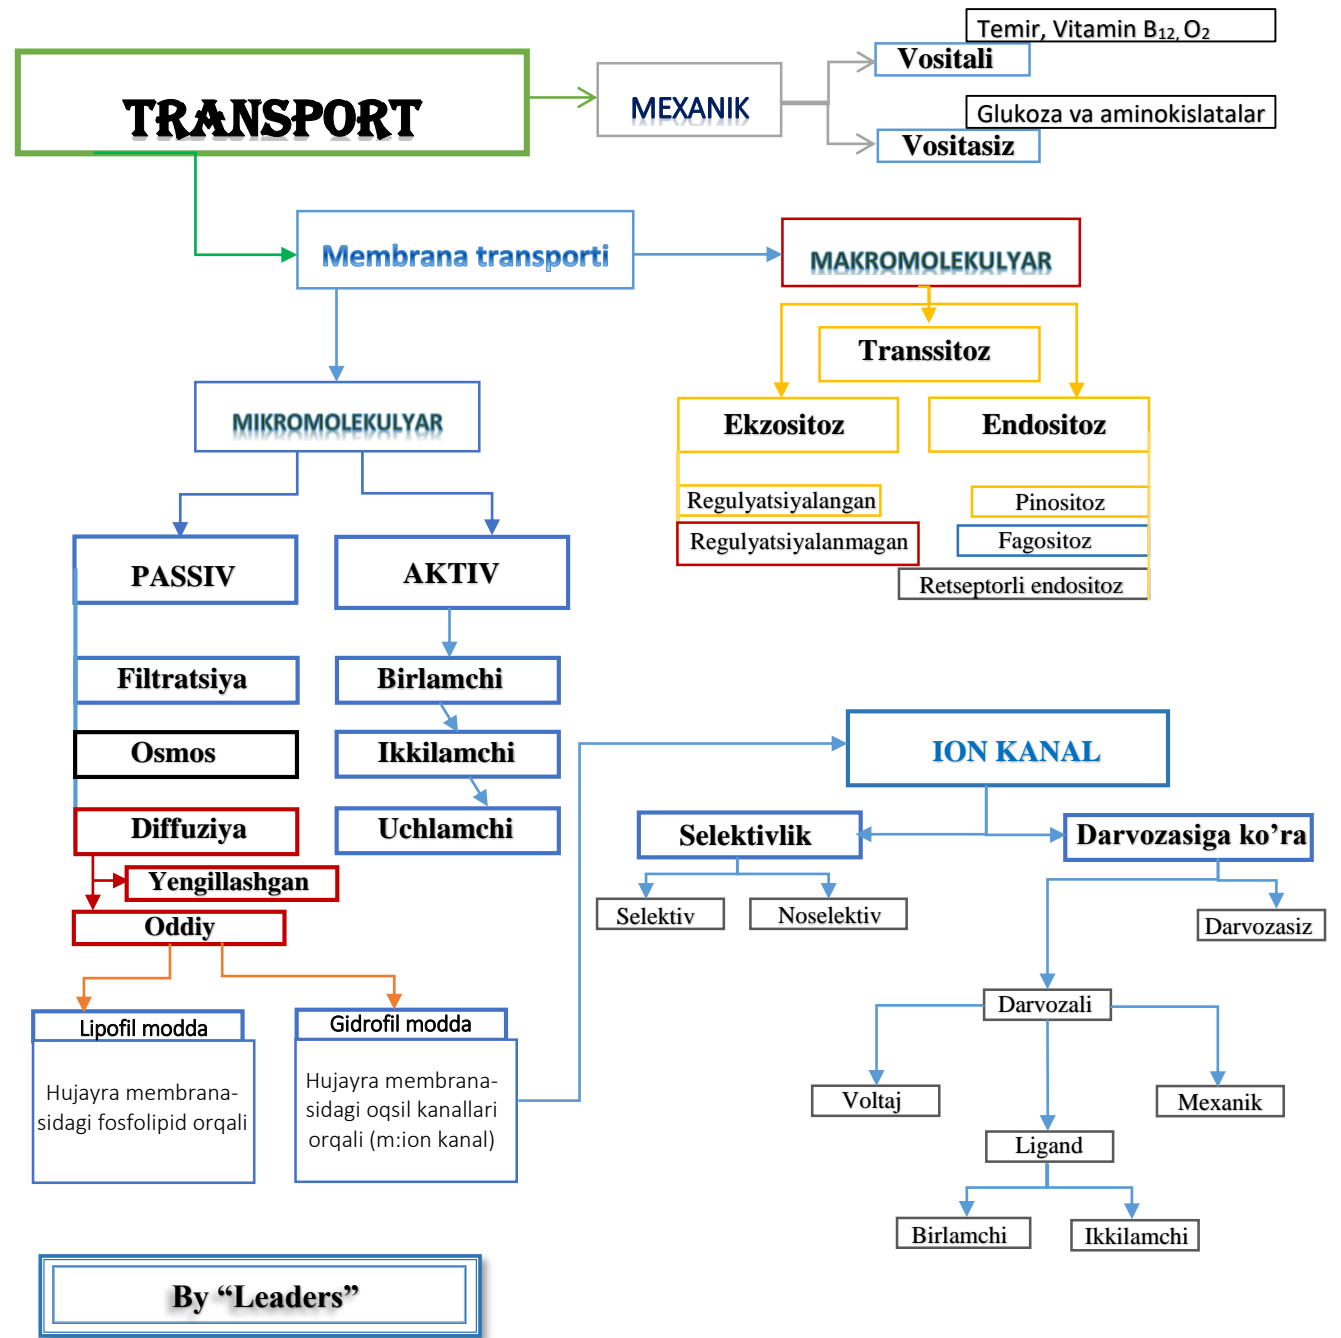 Temir, Vitamin B₁₂, O₂
Vositali
TRANSPORT
MEXANIK
Glukoza va aminokislatalar
Vositasiz
Membrana transporti
MAKROMOLEKULYAR
Transsitoz
MIKROMOLEKULYAR
Ekzositoz
Endositoz
Regulyatsiyalangan
Pinositoz
Regulyatsiyalanmagan
Fagositoz
Retseptorli endositoz
PASSIV
AKTIV
Filtratsiya
Birlamchi
Osmos
Ikkilamchi
ION KANAL
Diffuziya
Uchlamchi
Selektivlik
Darvozasiga ko’ra
Yengillashgan
Oddiy
Selektiv
Noselektiv
Darvozasiz
Darvozali
Lipofil modda
Gidrofil modda
Hujayra membrana-
sidagi fosfolipid orqali
Hujayra membrana-
sidagi oqsil kanallari
orqali (m:ion kanal)
Voltaj
Mexanik
Ligand
Birlamchi
Ikkilamchi
By “Leaders”